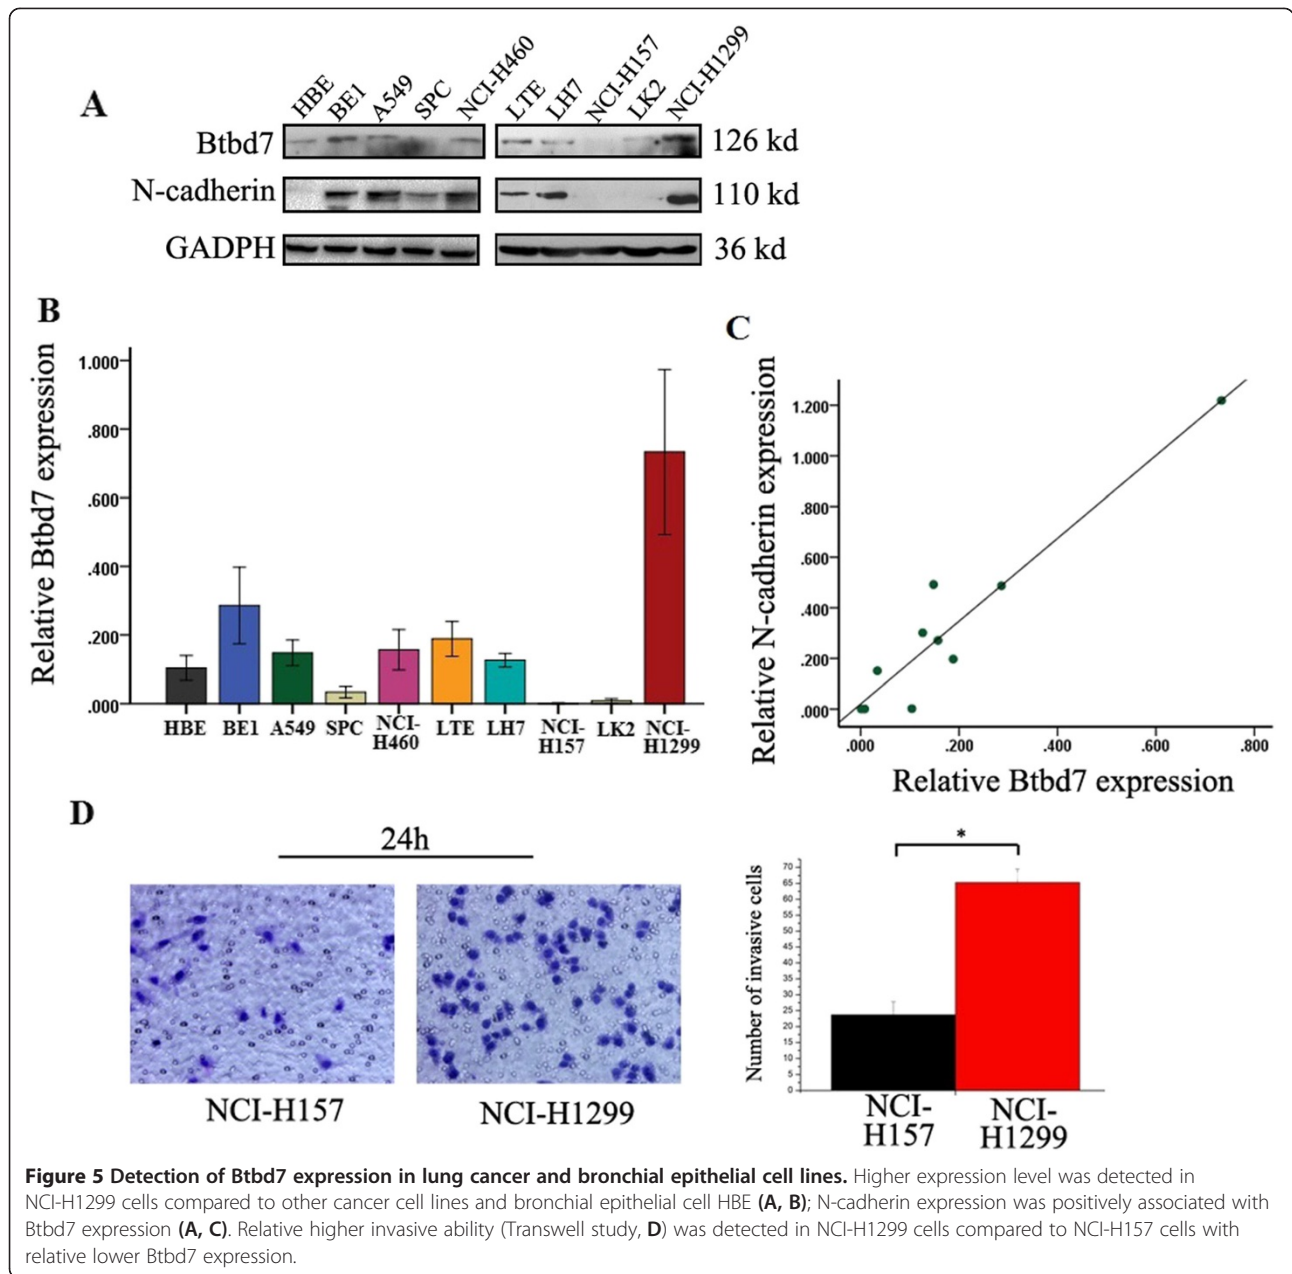 A
HBE BE1 A549 SPC NCI-H460 LTE LH7 NCI-H157 LK2 NCI-H1299
Btbd7 126 kd
N-cadherin 110 kd
GADPH 36 kd
B
Relative Btbd7 expression
1.000
.800
.600
.400
.200
.000
HBE BE1 A549 SPC NCI-H460 LTE LH7 NCI-H157 LK2 NCI-H1299
C
Relative N-cadherin expression
1.200
1.000
.800
.600
.400
.200
.000
.000 .200 .400 .600 .800
Relative Btbd7 expression
D
24h
NCI-H157 NCI-H1299
*
Number of invasive cells
70
65
60
55
50
45
40
35
30
25
20
15
10
5
0
NCI- NCI-
H157 H1299
Figure 5 Detection of Btbd7 expression in lung cancer and bronchial epithelial cell lines. Higher expression level was detected in
NCI-H1299 cells compared to other cancer cell lines and bronchial epithelial cell HBE (A, B); N-cadherin expression was positively associated with
Btbd7 expression (A, C). Relative higher invasive ability (Transwell study, D) was detected in NCI-H1299 cells compared to NCI-H157 cells with
relative lower Btbd7 expression.